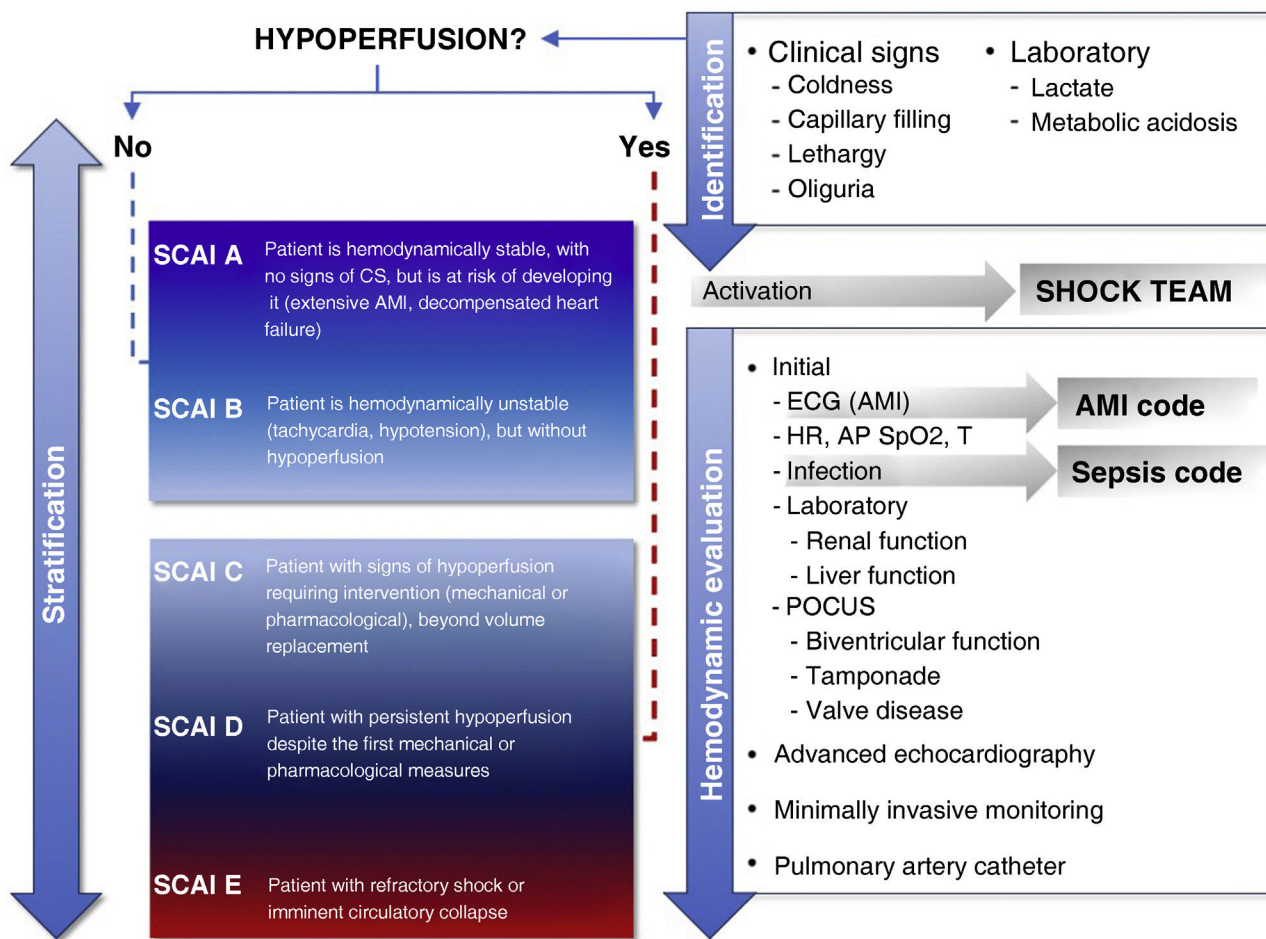 HYPOPERFUSION?
No
Yes
Stratification
SCAI A
Patient is hemodynamically stable, with
no signs of CS, but is at risk of developing
it (extensive AMI, decompensated heart
failure)
SCAI B
Patient is hemodynamically unstable
(tachycardia, hypotension), but without
hypoperfusion
SCAI C
Patient with signs of hypoperfusion
requiring intervention (mechanical or
pharmacological), beyond volume
replacement
SCAI D
Patient with persistent hypoperfusion
despite the first mechanical or
pharmacological measures
SCAI E
Patient with refractory shock or
imminent circulatory collapse
Identification
• Clinical signs
- Coldness
- Capillary filling
- Lethargy
- Oliguria
• Laboratory
- Lactate
- Metabolic acidosis
Activation
SHOCK TEAM
Hemodynamic evaluation
• Initial
- ECG (AMI)
AMI code
- HR, AP SpO2, T
- Infection
Sepsis code
- Laboratory
- Renal function
- Liver function
- POCUS
- Biventricular function
- Tamponade
- Valve disease
• Advanced echocardiography
• Minimally invasive monitoring
• Pulmonary artery catheter